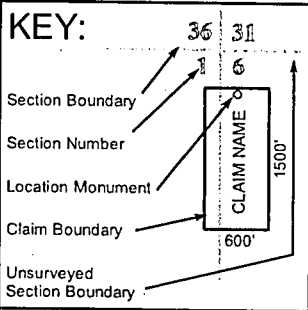 KEY:
36 31
1 6
Section Boundary
Section Number
Location Monument
Claim Boundary
Unsurveyed
Section Boundary
CLAIM NAME
1500'
600'